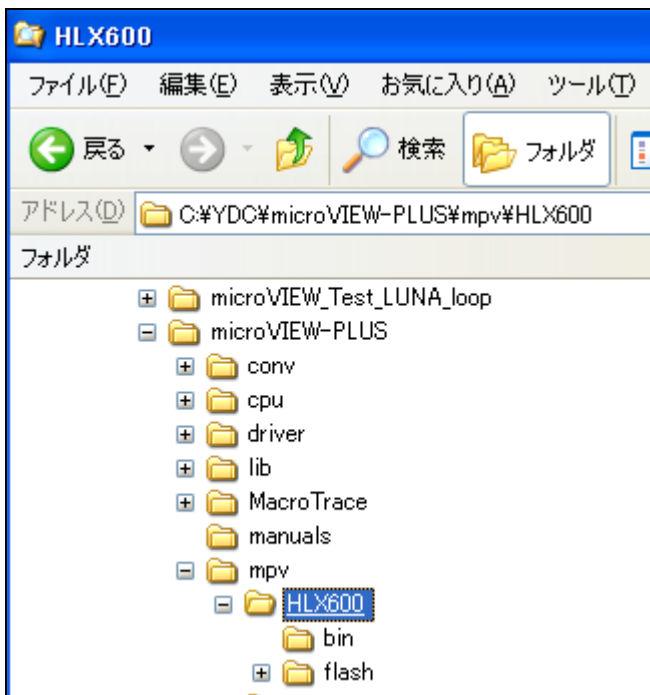 HLX600
ファイル(F) 編集(E) 表示(V) お気に入り(A) ツール(T)
戻る 検索 フォルダ
アドレス(D) C:¥YDC¥microVIEW-PLUS¥mpv¥HLX600
フォルダ
microVIEW_Test_LUNA_loop
microVIEW-PLUS
conv
cpu
driver
lib
MacroTrace
manuals
mpv
HLX600
bin
flash